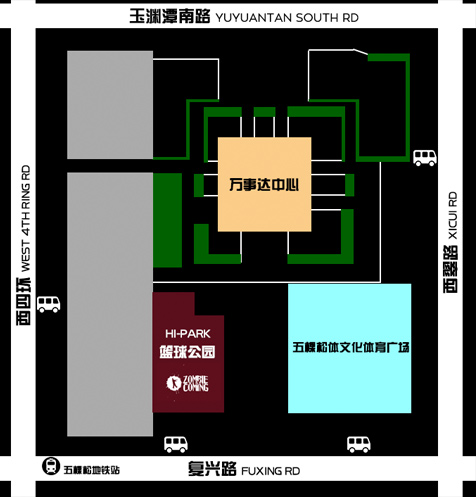 玉渊潭南路 YUYUANTAN SOUTH RD
西四环 WEST 4TH RING RD
万事达中心
西翠路 XICUI RD
HI-PARK
篮球公园
ZOMBIE
COMING
五棵松体文化体育广场
五棵松地铁站
复兴路 FUXING RD